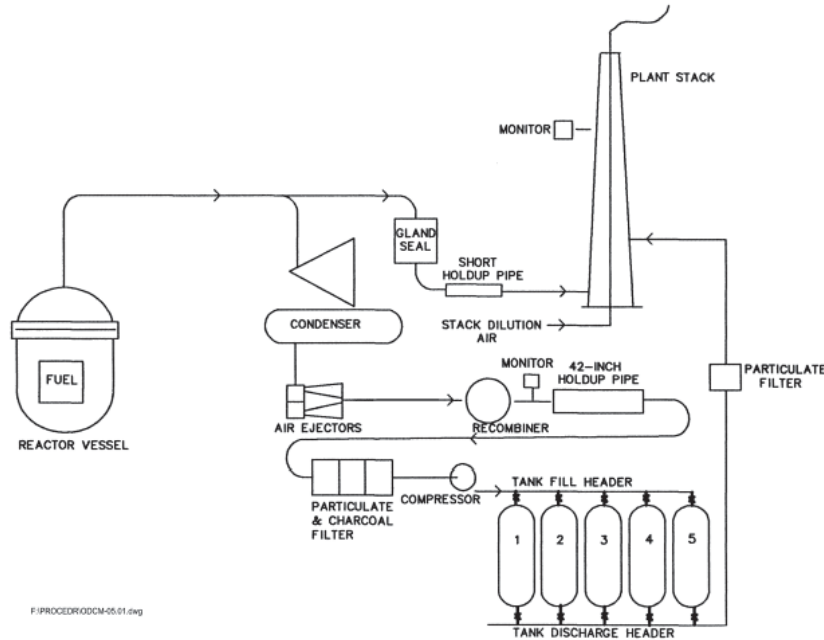 PLANT STACK
MONITOR
GLAND
SEAL
SHORT
HOLDUP PIPE
CONDENSER
STACK DILUTION
AIR
FUEL
REACTOR VESSEL
MONITOR
42-INCH
HOLDUP PIPE
PARTICULATE
FILTER
AIR EJECTORS
RECOMBINER
TANK FILL HEADER
COMPRESSOR
PARTICULATE
& CHARCOAL
FILTER
1
2
3
4
5
F:\PROCEDR\ODCM-05.01.dwg
TANK DISCHARGE HEADER